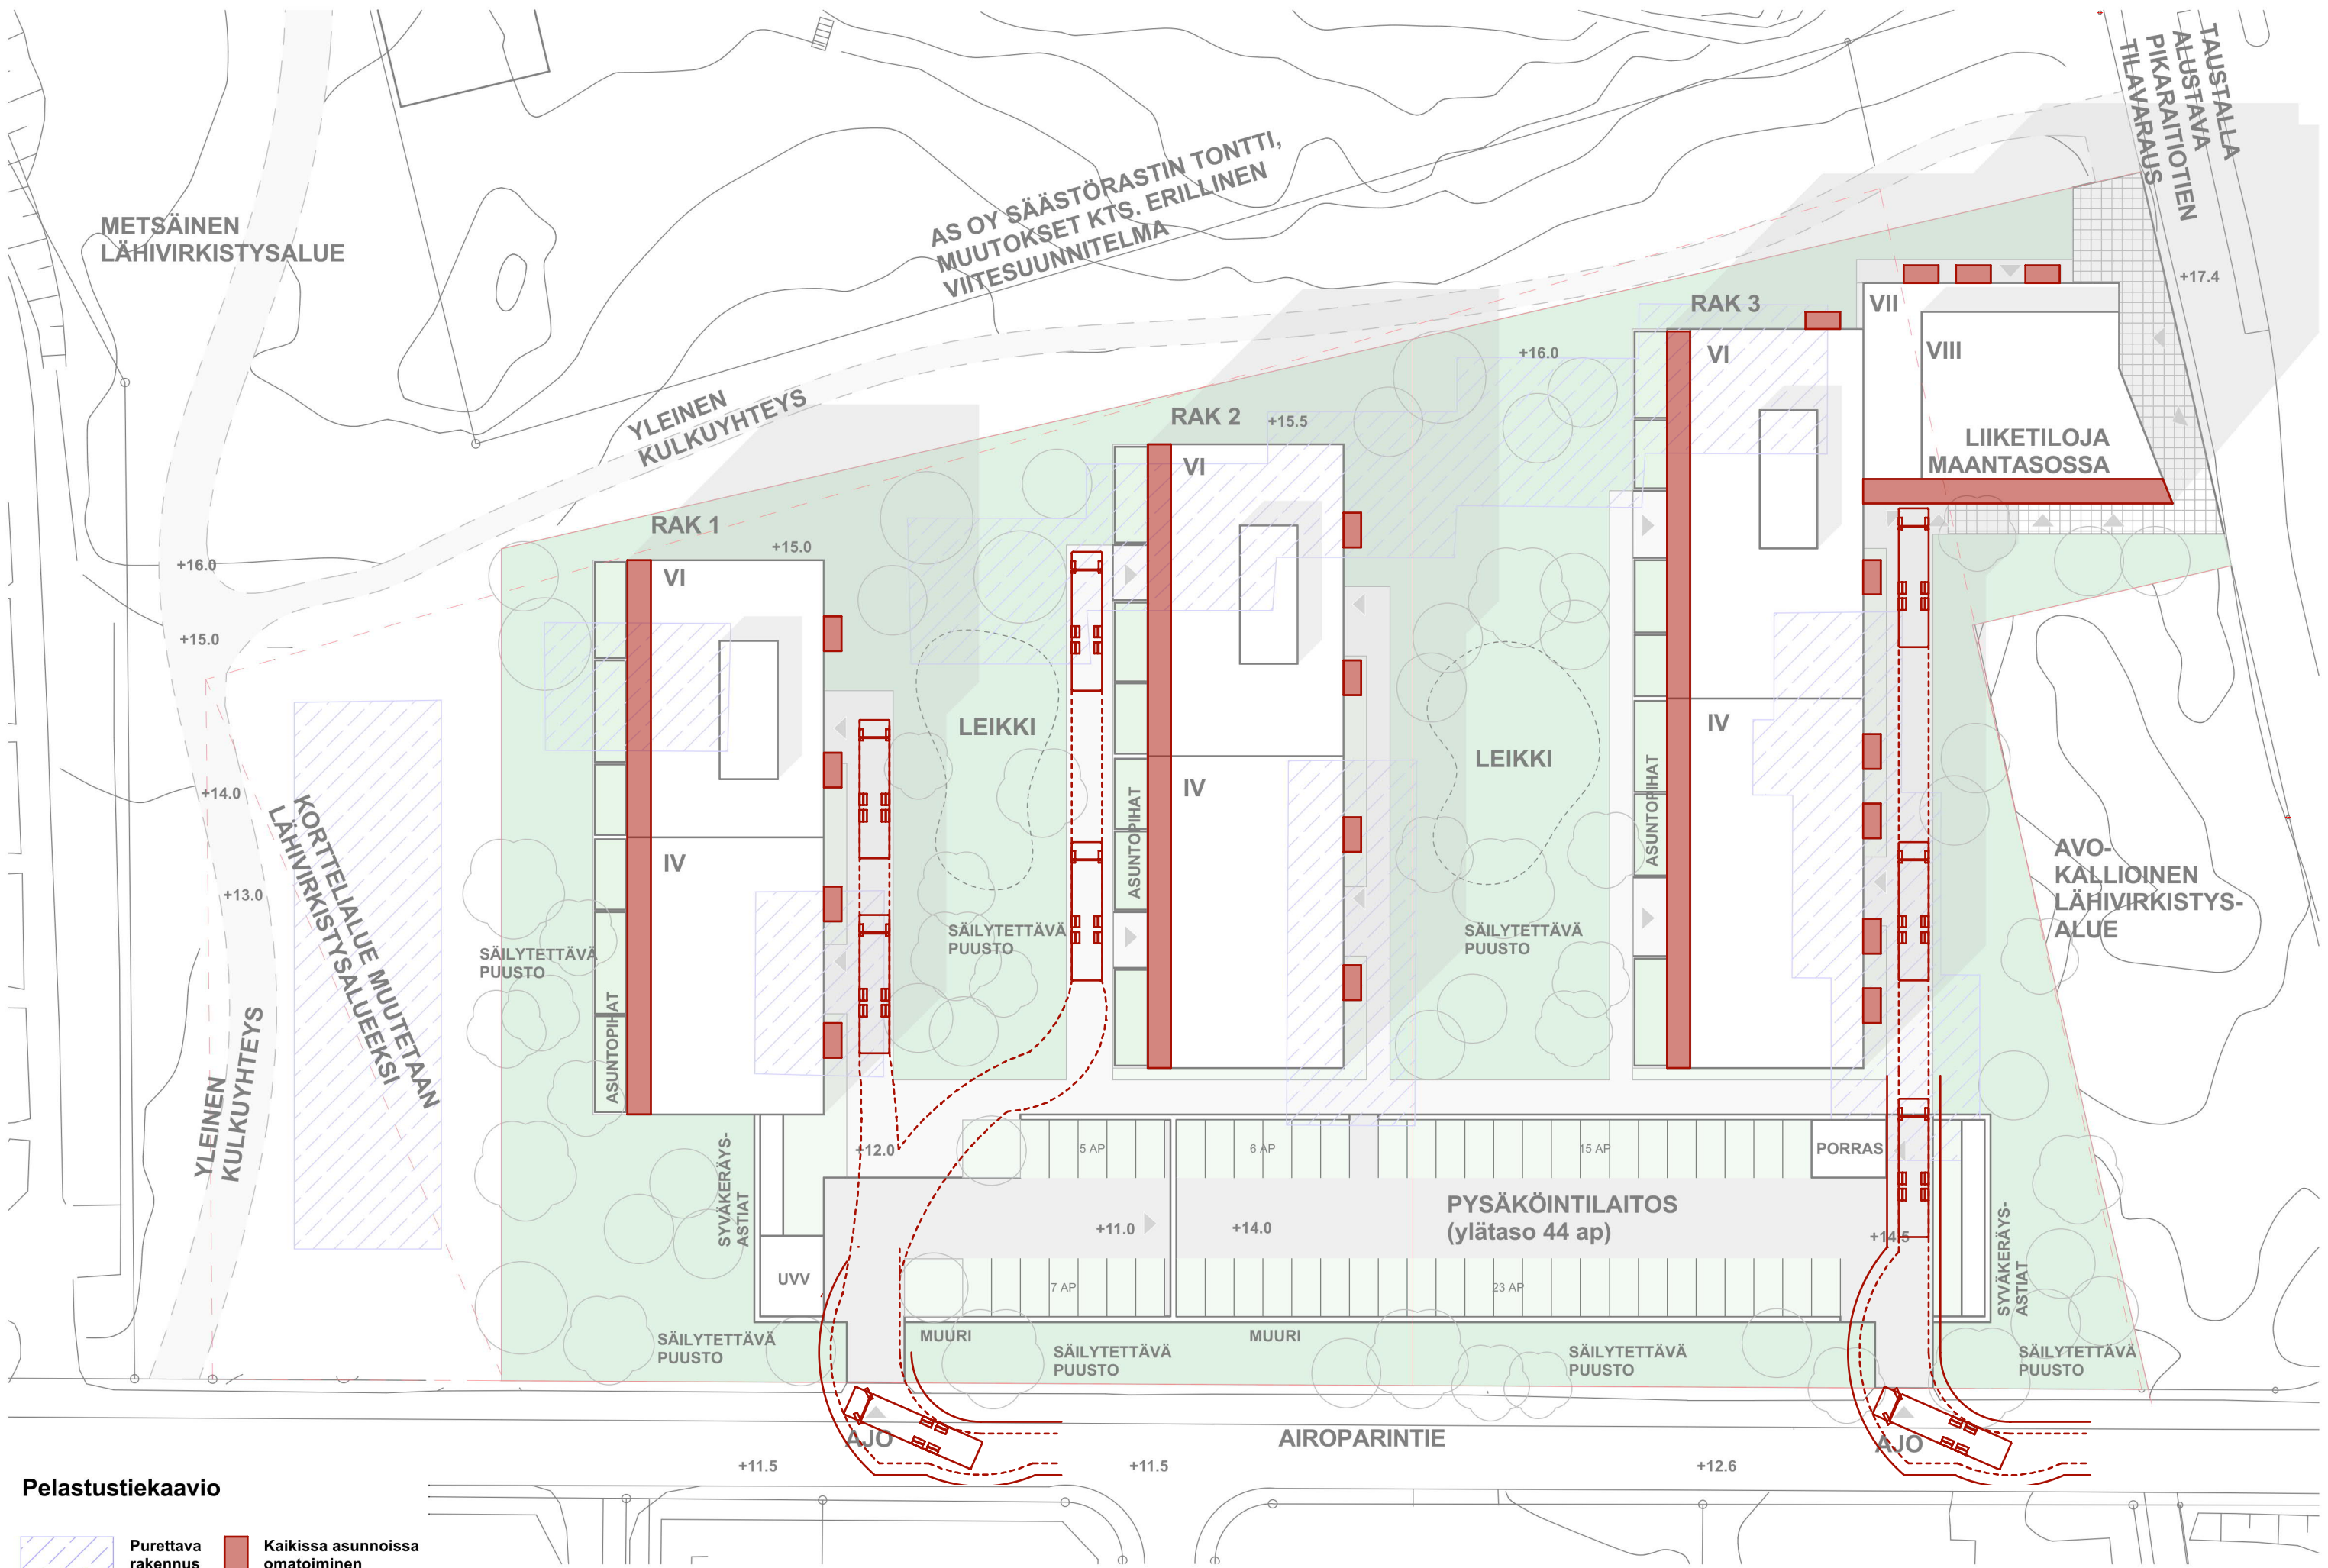 TAUSTALLA
ALUSTAVA
PIKARAITIOTIEN
TILAVARAUS
+17.4
METSÄINEN
LÄHIVIRKISTYSALUE
AS OY SÄÄSTÖRASTIN TONTTI,
MUUTOKSET KTS. ERILLINEN
VIITESUUNNITELMA
YLEINEN
KULKUYHTEYS
RAK 3
VII
VI
VIII
+16.0
LIIKETILOJA
MAANTASOSSA
RAK 2
+15.5
VI
RAK 1
+15.0
VI
+16.0
+15.0
+14.0
+13.0
KORTTELIALUE MUUTETAAN
LÄHIVIRKISTYSALUEEKSI
YLEINEN
KULKUYHTEYS
LEIKKI
LEIKKI
IV
IV
IV
ASUNTOPIHAT
ASUNTOPIHAT
ASUNTOPIHAT
SÄILYTETTÄVÄ
PUUSTO
SÄILYTETTÄVÄ
PUUSTO
SÄILYTETTÄVÄ
PUUSTO
AVO-
KALLIOINEN
LÄHIVIRKISTYS-
ALUE
SYVÄKERÄYS-
ASTIAT
+12.0
5 AP
6 AP
15 AP
PORRAS
PYSÄKÖINTILAITOS
(ylätaso 44 ap)
+11.0
+14.0
+14.5
SYVÄKERÄYS-
ASTIAT
UVV
7 AP
23 AP
MUURI
MUURI
SÄILYTETTÄVÄ
PUUSTO
SÄILYTETTÄVÄ
PUUSTO
SÄILYTETTÄVÄ
PUUSTO
SÄILYTETTÄVÄ
PUUSTO
AJO
AIROPARINTIE
AJO
+11.5
+11.5
+12.6
Pelastustiekaavio
Purettava
rakennus
Kaikissa asunnoissa
omatoiminen